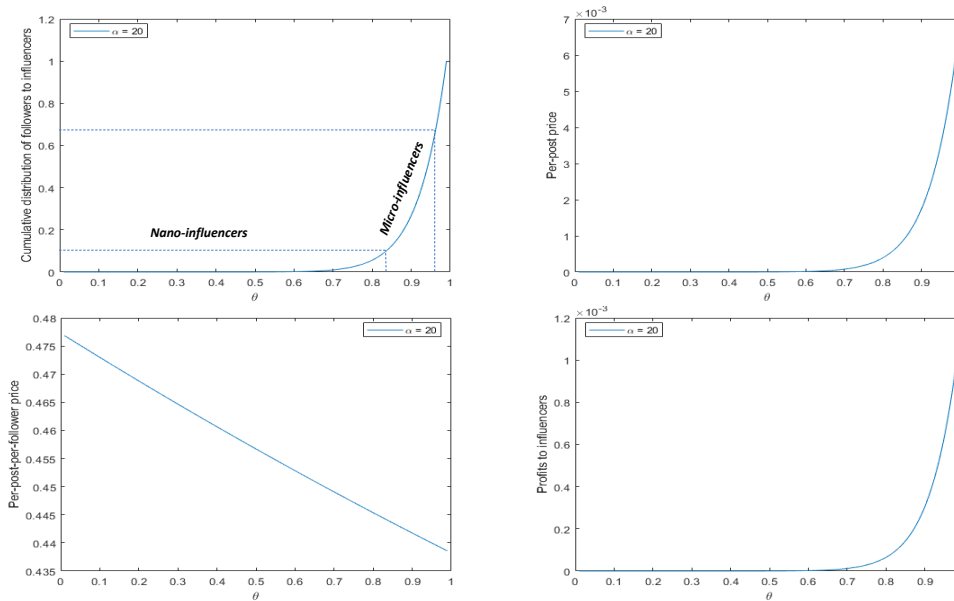 1.2
1
0.8
0.6
0.4
0.2
0
α = 20
Cumulative distribution of followers to influencers
Nano-influencers
Micro-influencers
0 0.1 0.2 0.3 0.4 0.5 0.6 0.7 0.8 0.9 1
θ
×10⁻³
7
6
5
4
3
2
1
0
α = 20
Per-post price
0 0.1 0.2 0.3 0.4 0.5 0.6 0.7 0.8 0.9
θ
0.48
0.475
0.47
0.465
0.46
0.455
0.45
0.445
0.44
0.435
α = 20
Per-post-per-follower price
0 0.1 0.2 0.3 0.4 0.5 0.6 0.7 0.8 0.9 1
θ
×10⁻³
1.2
1
0.8
0.6
0.4
0.2
0
α = 20
Profits to influencers
0 0.1 0.2 0.3 0.4 0.5 0.6 0.7 0.8 0.9
θ